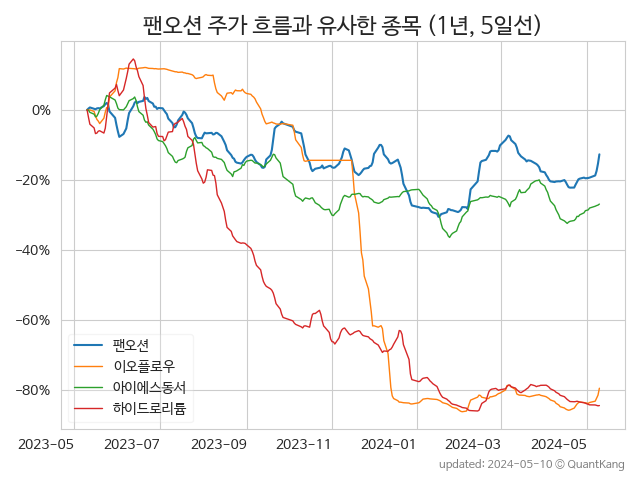 팬오션 주가 흐름과 유사한 종목 (1년, 5일선)
0%
−20%
−40%
−60%
−80%
팬오션
이오플로우
아이에스동서
하이드로리튬
2023-05 2023-07 2023-09 2023-11 2024-01 2024-03 2024-05
updated: 2024-05-10 © QuantKang